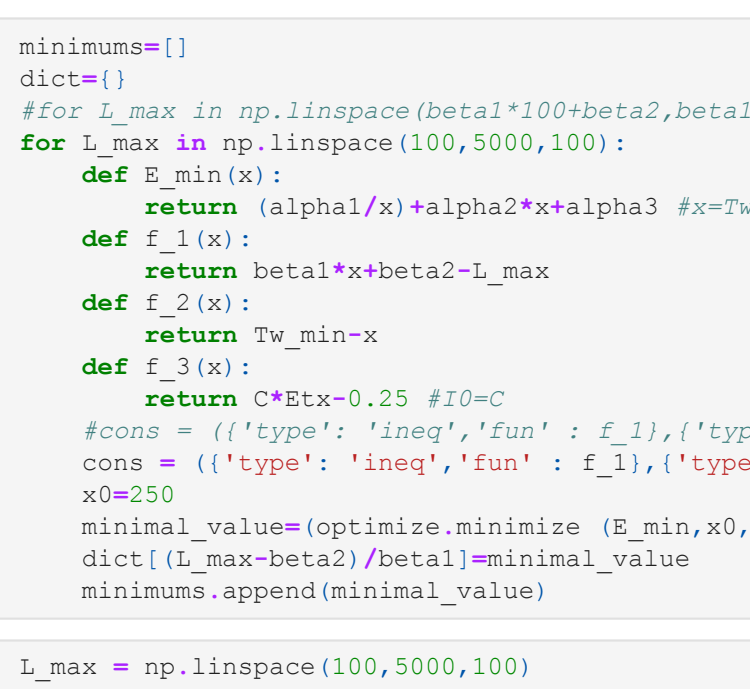 minimums=[]
dict={}
#for L_max in np.linspace(beta1*100+beta2,beta1
for L_max in np.linspace(100,5000,100):
    def E_min(x):
        return (alpha1/x)+alpha2*x+alpha3 #x=Tw
    def f_1(x):
        return beta1*x+beta2-L_max
    def f_2(x):
        return Tw_min-x
    def f_3(x):
        return C*Etx-0.25 #I0=C
    #cons = ({'type': 'ineq','fun' : f_1},{'typ
    cons = ({'type': 'ineq','fun' : f_1},{'type
    x0=250
    minimal_value=(optimize.minimize (E_min,x0,
    dict[(L_max-beta2)/beta1]=minimal_value
    minimums.append(minimal_value)
L_max = np.linspace(100,5000,100)